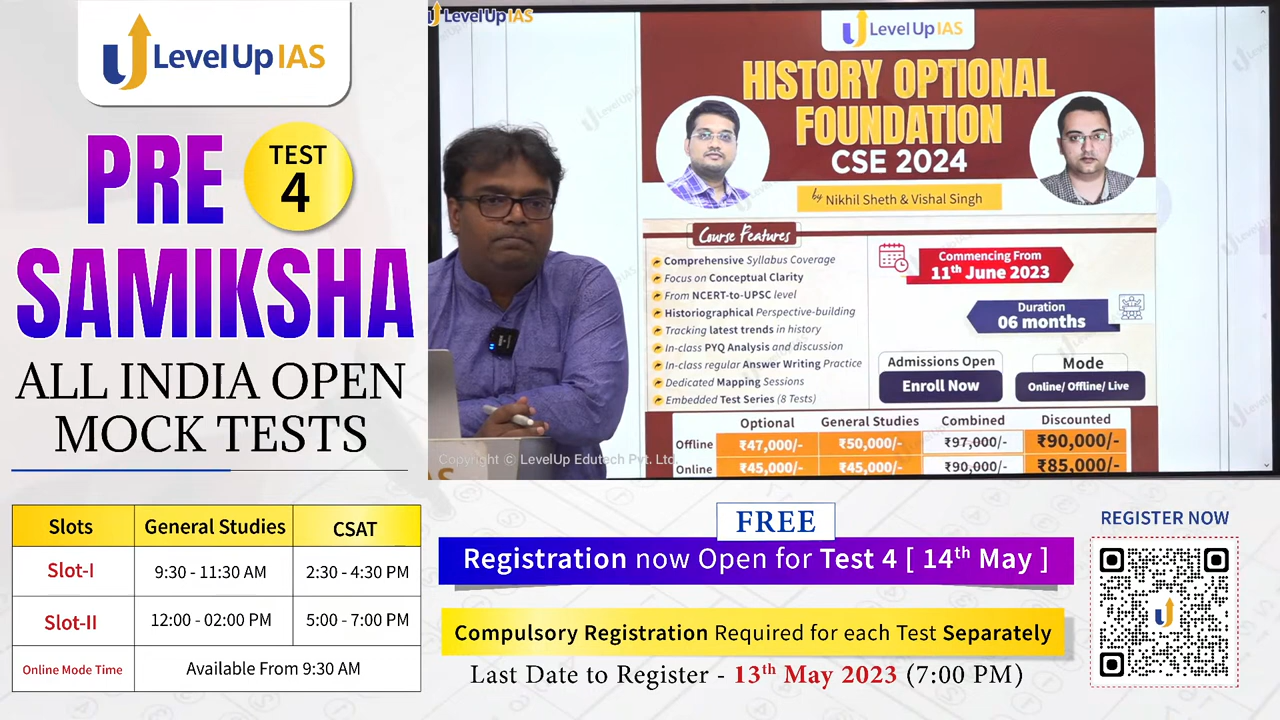 Level Up IAS
PRE
TEST
4
SAMIKSHA
ALL INDIA OPEN
MOCK TESTS
Slots General Studies CSAT
Slot-I 9:30 - 11:30 AM 2:30 - 4:30 PM
Slot-II 12:00 - 02:00 PM 5:00 - 7:00 PM
Online Mode Time Available From 9:30 AM
Level Up IAS
Level Up IAS
HISTORY OPTIONAL
FOUNDATION
CSE 2024
by Nikhil Sheth & Vishal Singh
Course Features
Comprehensive Syllabus Coverage
Focus on Conceptual Clarity
From NCERT-to-UPSC level
Historiographical Perspective-building
Tracking latest trends in history
In-class PYQ Analysis and discussion
In-class regular Answer Writing Practice
Dedicated Mapping Sessions
Embedded Test Series (8 Tests)
Commencing From
11th June 2023
Duration
06 months
Admissions Open
Enroll Now
Mode
Online/ Offline/ Live
Optional General Studies Combined Discounted
Offline ₹47,000/- ₹50,000/- ₹97,000/- ₹90,000/-
Online ₹45,000/- ₹45,000/- ₹90,000/- ₹85,000/-
Copyright © LevelUp Edutech Pvt. Ltd.
FREE
Registration now Open for Test 4 [ 14th May ]
Compulsory Registration Required for each Test Separately
Last Date to Register - 13th May 2023 (7:00 PM)
REGISTER NOW